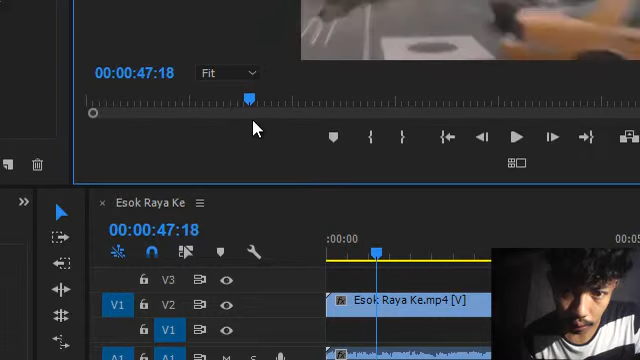 00:00:47:18 Fit
Esok Raya Ke
00:00:47:18
:00:00 00:05
V3
V1 V2 Esok Raya Ke.mp4 [V]
V1
A1 A1 M S